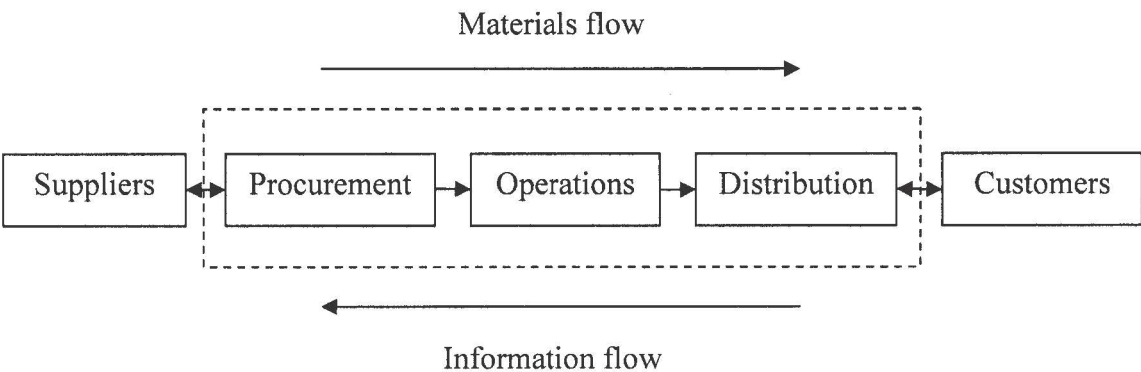 Materials flow
Suppliers
Procurement
Operations
Distribution
Customers
Information flow